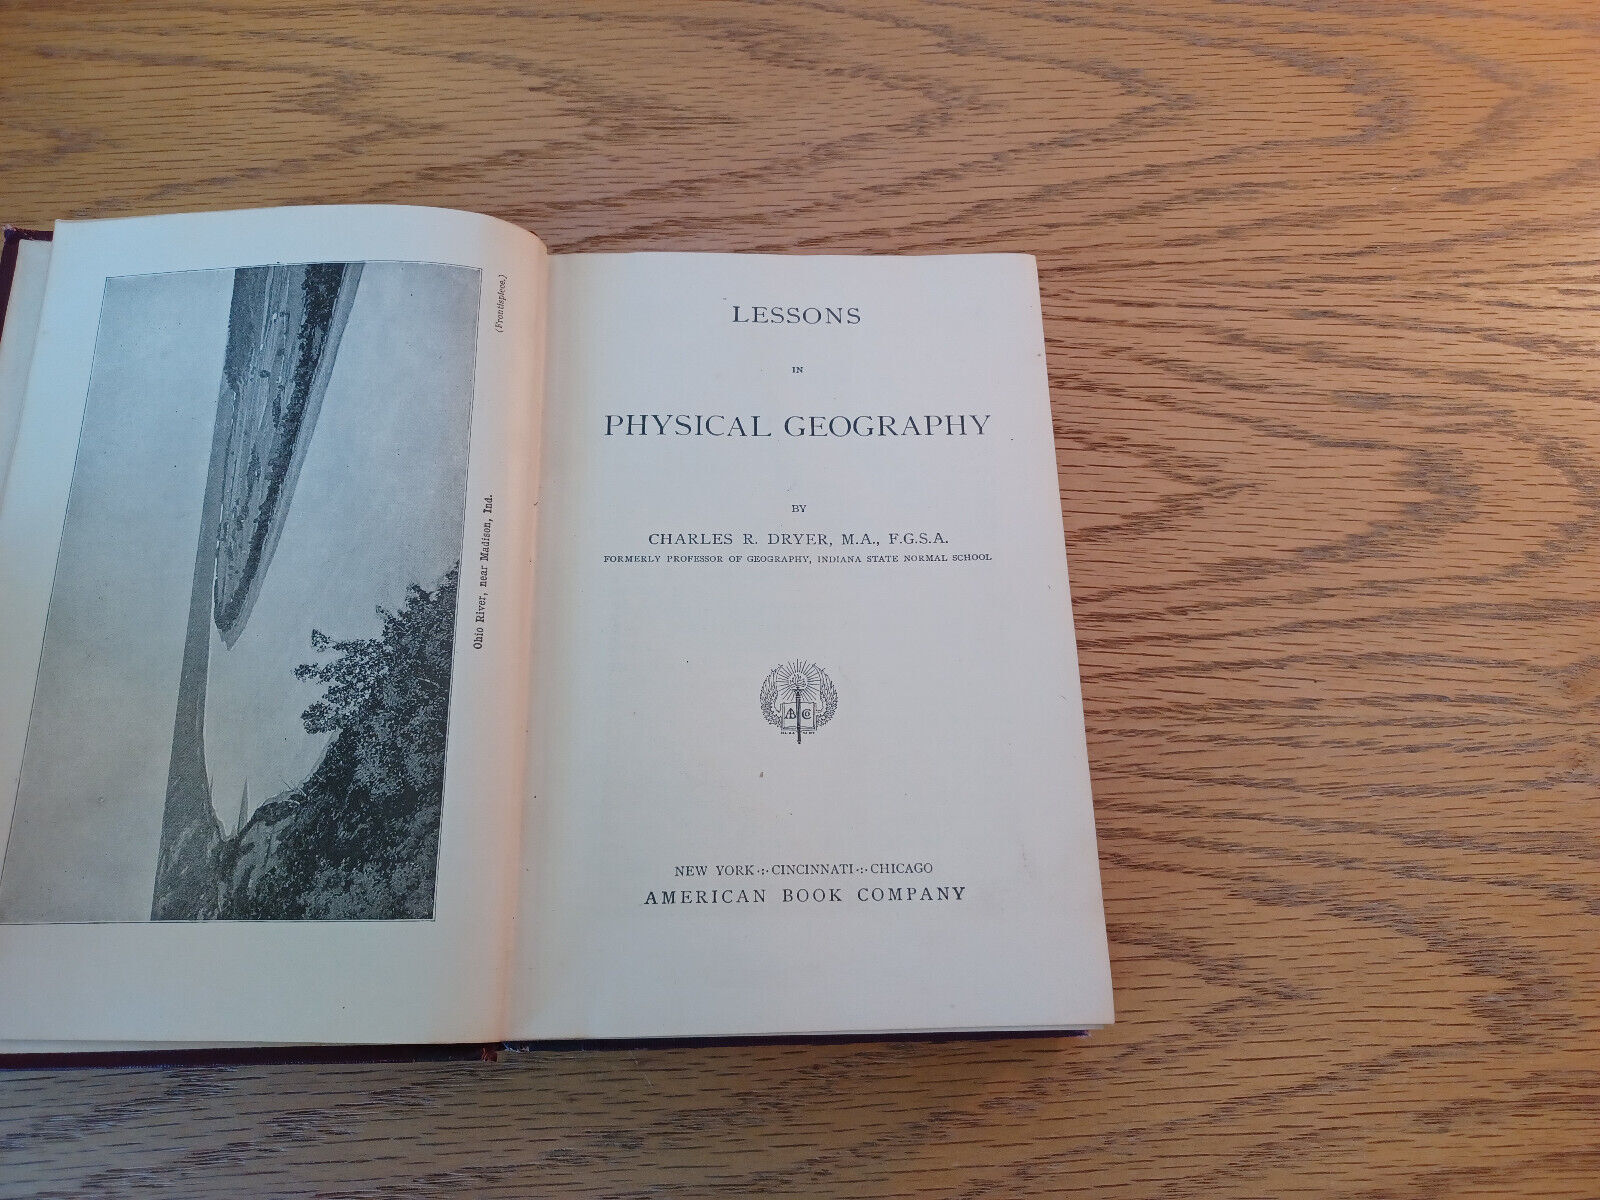 (Frontispiece.)
Ohio River, near Madison, Ind.
LESSONS
IN
PHYSICAL GEOGRAPHY
BY
CHARLES R. DRYER, M.A., F.G.S.A.
FORMERLY PROFESSOR OF GEOGRAPHY, INDIANA STATE NORMAL SCHOOL
NEW YORK ·:· CINCINNATI ·:· CHICAGO
AMERICAN BOOK COMPANY